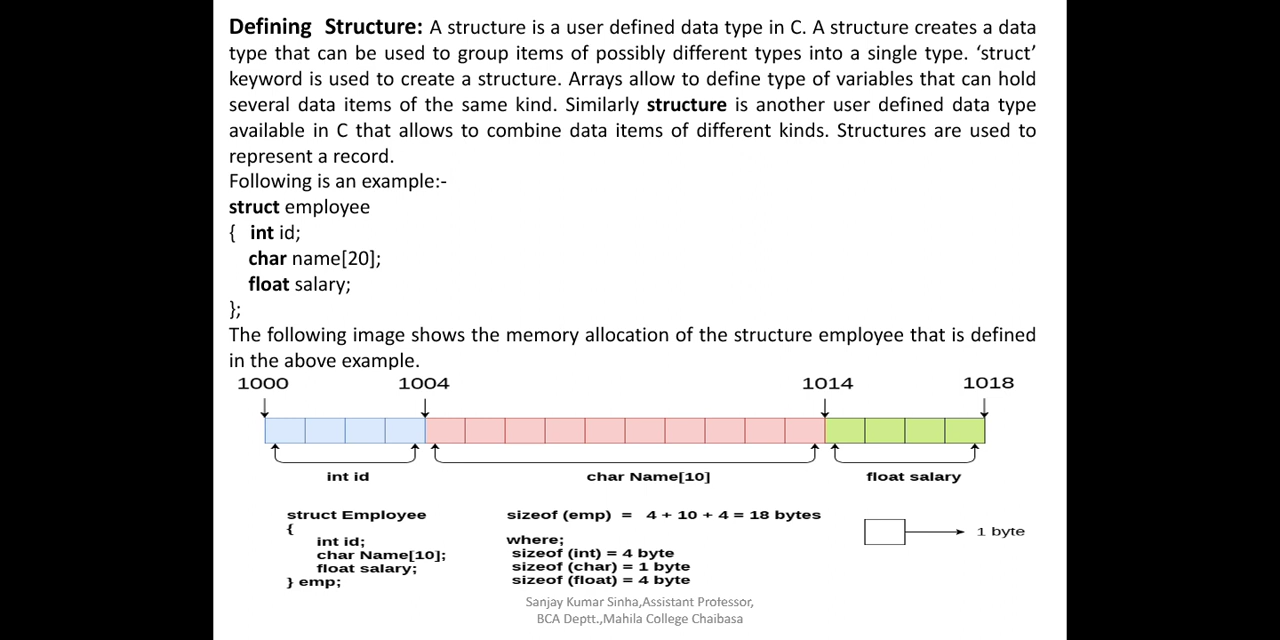 Defining Structure: A structure is a user defined data type in C. A structure creates a data
type that can be used to group items of possibly different types into a single type. ‘struct’
keyword is used to create a structure. Arrays allow to define type of variables that can hold
several data items of the same kind. Similarly structure is another user defined data type
available in C that allows to combine data items of different kinds. Structures are used to
represent a record.
Following is an example:-
struct employee
{ int id;
char name[20];
float salary;
};
The following image shows the memory allocation of the structure employee that is defined
in the above example.
1000 1004 1014 1018
int id char Name[10] float salary
struct Employee
{
int id;
char Name[10];
float salary;
} emp;
sizeof (emp) = 4 + 10 + 4 = 18 bytes
where;
sizeof (int) = 4 byte
sizeof (char) = 1 byte
sizeof (float) = 4 byte
1 byte
Sanjay Kumar Sinha,Assistant Professor,
BCA Deptt.,Mahila College Chaibasa